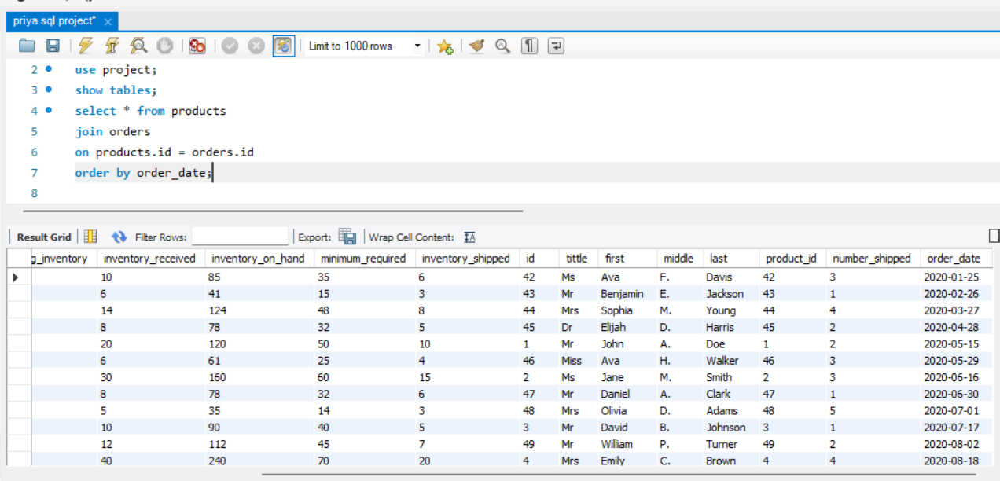 priya sql project*
Limit to 1000 rows
2 use project;
3 show tables;
4 select * from products
5 join orders
6 on products.id = orders.id
7 order by order_date;
8
Result Grid Filter Rows: Export: Wrap Cell Content: IA
g_inventory inventory_received inventory_on_hand minimum_required inventory_shipped id tittle first middle last product_id number_shipped order_date
10 85 35 6 42 Ms Ava F. Davis 42 3 2020-01-25
6 41 15 3 43 Mr Benjamin E. Jackson 43 1 2020-02-26
14 124 48 8 44 Mrs Sophia M. Young 44 4 2020-03-27
8 78 32 5 45 Dr Elijah D. Harris 45 2 2020-04-28
20 120 50 10 1 Mr John A. Doe 1 2 2020-05-15
6 61 25 4 46 Miss Ava H. Walker 46 3 2020-05-29
30 160 60 15 2 Ms Jane M. Smith 2 3 2020-06-16
8 78 32 6 47 Mr Daniel A. Clark 47 1 2020-06-30
5 35 14 3 48 Mrs Olivia D. Adams 48 5 2020-07-01
10 90 40 5 3 Mr David B. Johnson 3 1 2020-07-17
12 112 45 7 49 Mr William P. Turner 49 2 2020-08-02
40 240 70 20 4 Mrs Emily C. Brown 4 4 2020-08-18